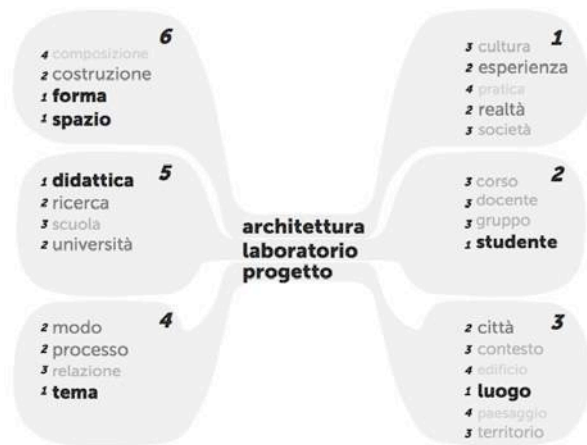 6
4 composizione
2 costruzione
1 forma
1 spazio
1
3 cultura
2 esperienza
4 pratica
2 realtà
3 società
5
1 didattica
2 ricerca
3 scuola
2 università
2
3 corso
3 docente
3 gruppo
1 studente
architettura
laboratorio
progetto
4
2 modo
2 processo
3 relazione
1 tema
3
2 città
3 contesto
4 edificio
1 luogo
4 paesaggio
3 territorio